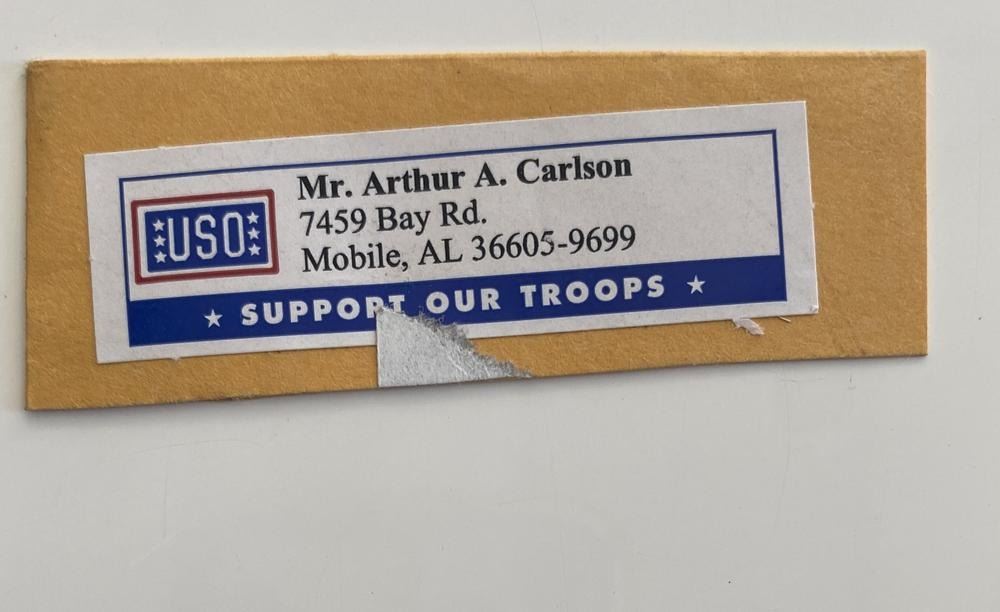 USO
Mr. Arthur A. Carlson
7459 Bay Rd.
Mobile, AL 36605-9699
★ SUPPORT OUR TROOPS ★